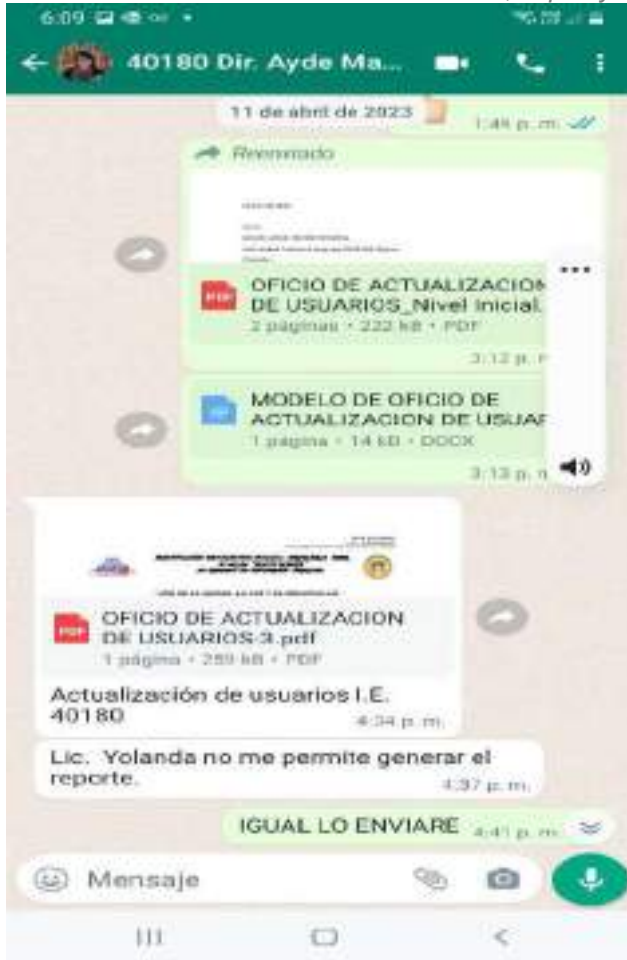 6:09
40180 Dir. Ayde Ma...
11 de abril de 2023
1:48 p. m.
Reenviado
OFICIO DE ACTUALIZACION
DE USUARIOS_Nivel Inicial.
2 páginas • 222 kB • PDF
3:12 p.
MODELO DE OFICIO DE
ACTUALIZACION DE USUAR
1 página • 14 kB • DOCX
3:13 p.
PDF
OFICIO DE ACTUALIZACION
DE USUARIOS-3.pdf
1 página • 259 kB • PDF
Actualización de usuarios I.E.
40180
4:34 p. m.
Lic. Yolanda no me permite generar el
reporte.
4:37 p. m.
IGUAL LO ENVIARE
4:41 p. m.
Mensaje